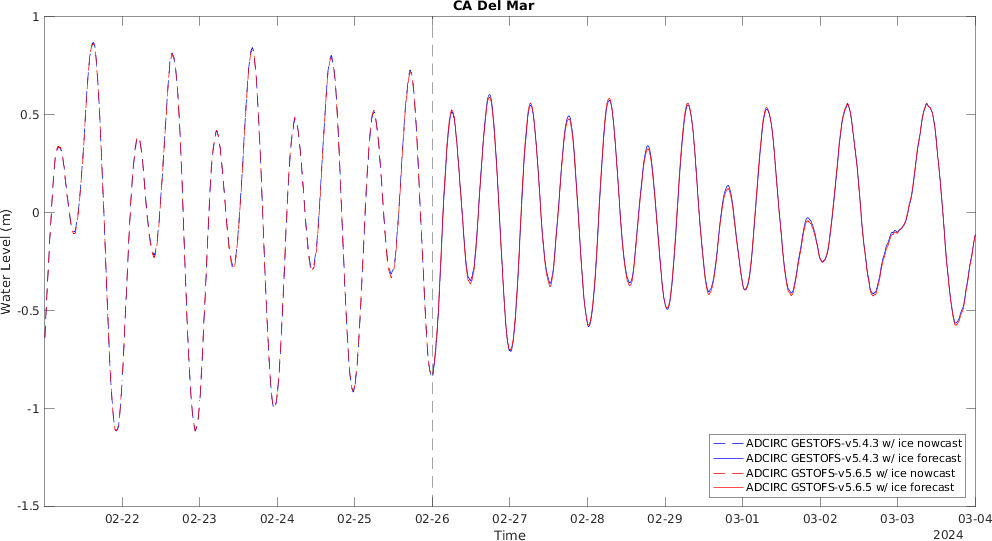 CA Del Mar
1
0.5
0
-0.5
-1
-1.5
Water Level (m)
ADCIRC GESTOFS-v5.4.3 w/ ice nowcast
ADCIRC GESTOFS-v5.4.3 w/ ice forecast
ADCIRC GSTOFS-v5.6.5 w/ ice nowcast
ADCIRC GSTOFS-v5.6.5 w/ ice forecast
02-22 02-23 02-24 02-25 02-26 02-27 02-28 02-29 03-01 03-02 03-03 03-04
Time
2024